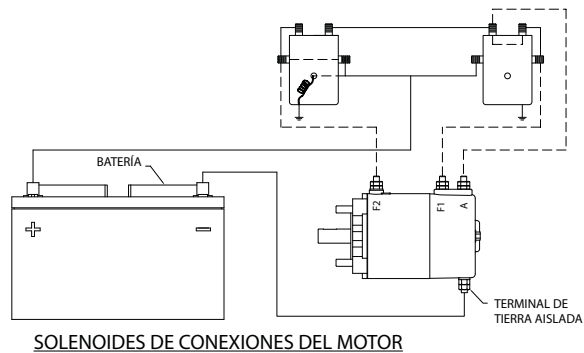 BATERÍA
+
−
F2
F1
A
TERMINAL DE
TIERRA AISLADA
SOLENOIDES DE CONEXIONES DEL MOTOR